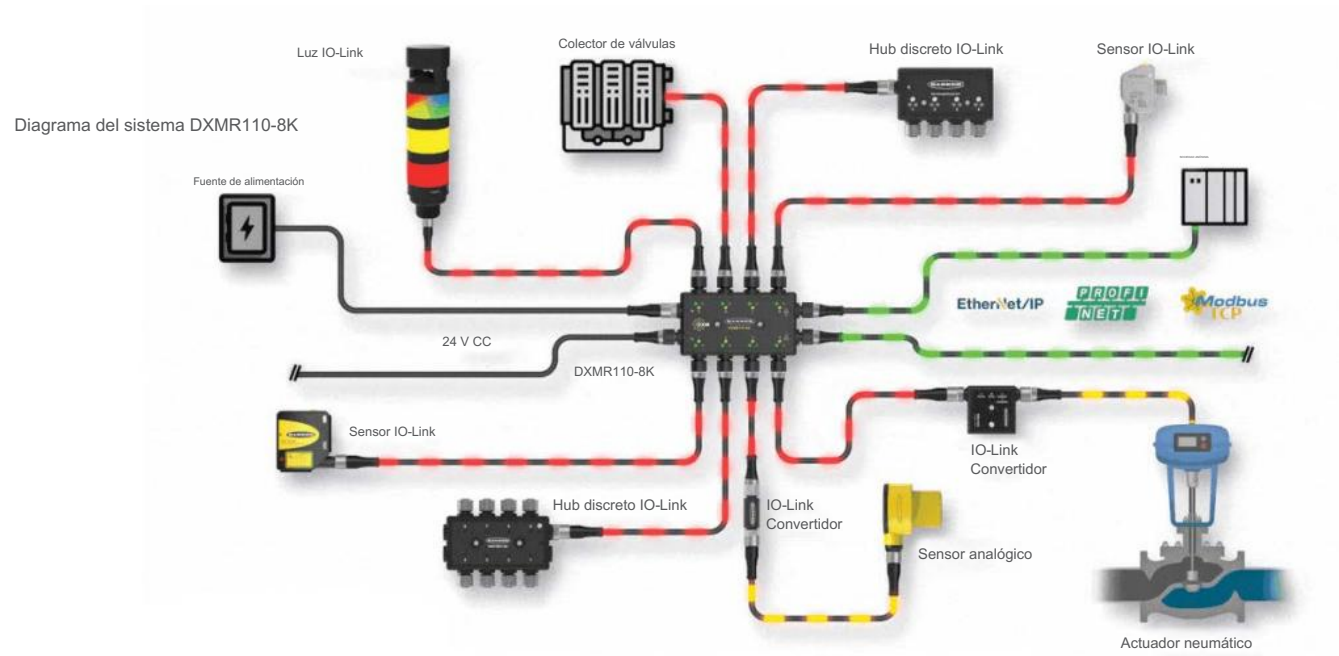 Luz IO-Link
Colector de válvulas
Hub discreto IO-Link
Sensor IO-Link
Diagrama del sistema DXMR110-8K
Fuente de alimentación
EtherNet/IP
PROFI
NET
Modbus
TCP
24 V CC
DXMR110-8K
Sensor IO-Link
IO-Link
Convertidor
Hub discreto IO-Link
IO-Link
Convertidor
Sensor analógico
Actuador neumático